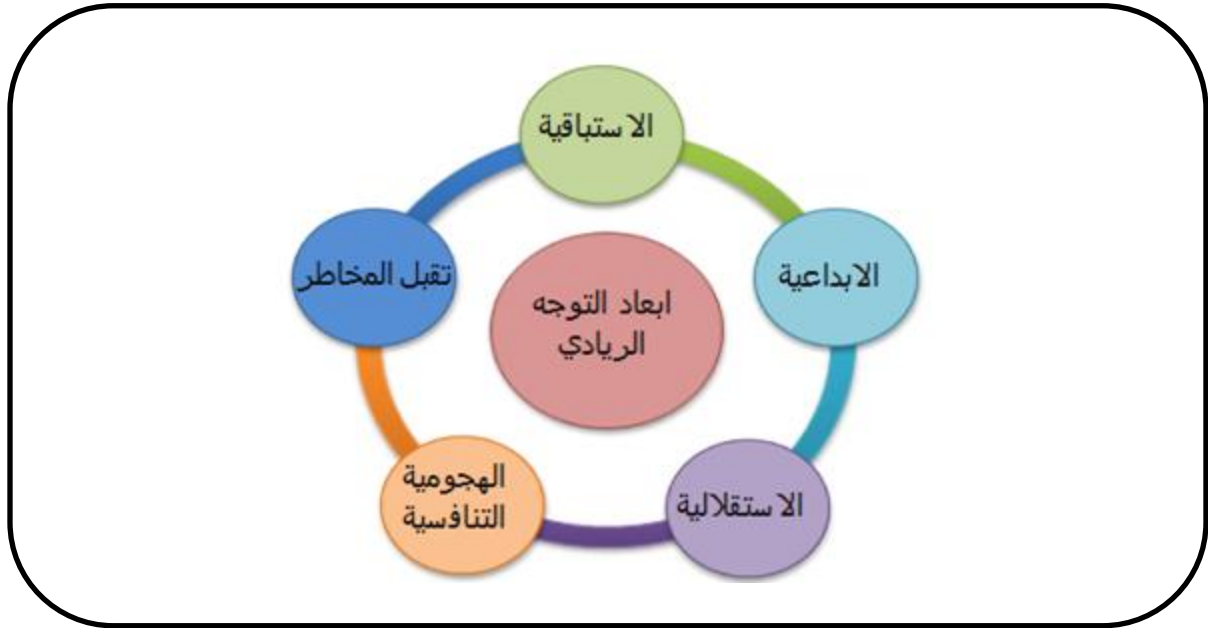 الاستباقية
الابداعية
تقبل المخاطر
ابعاد التوجه
الريادي
الهجومية
التنافسية
الاستقلالية